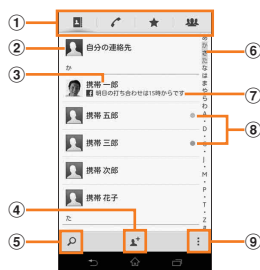 ①
②
自分の連絡先
か
③
携帯 一郎
明日の打ち合わせは15時からです
携帯 五郎
携帯 三郎
携帯 次郎
携帯 花子
た
④
⑤
あ
か
さ
た
な
は
ま
や
ら
わ
A
・
D
・
G
・
J
・
M
・
P
・
T
・
Z
#
⑥
⑦
⑧
⑨